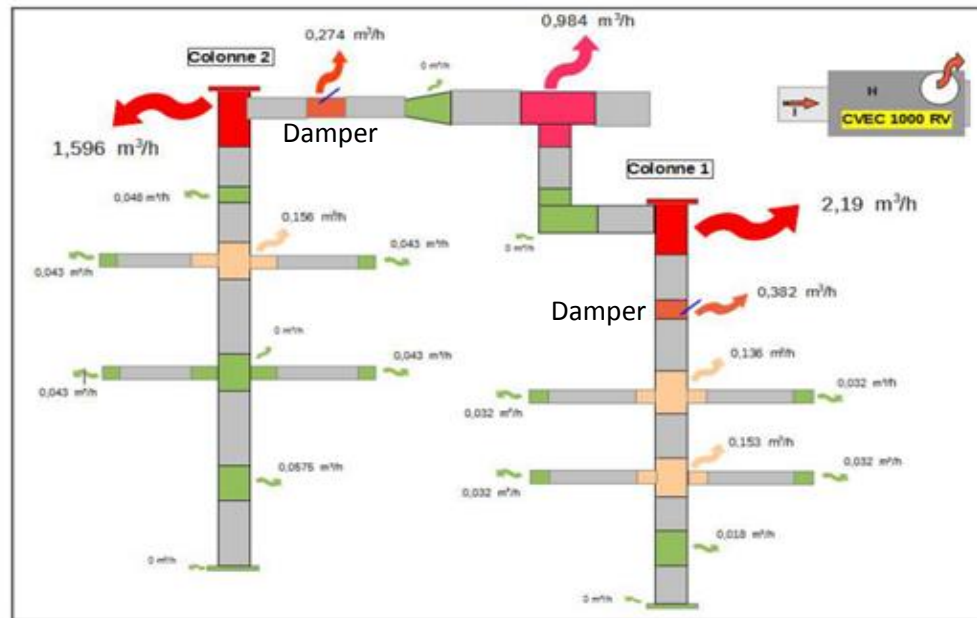 0,274 m³/h
0,984 m³/h
Colonne 2
0 m³/h
H
I
CVEC 1000 RV
Damper
1,596 m³/h
Colonne 1
0,048 m³/h
2,19 m³/h
0,156 m³/h
0,043 m³/h
0,043 m³/h
0 m³/h
0,382 m³/h
Damper
0 m³/h
0,136 m³/h
0,043 m³/h
0,043 m³/h
0,032 m³/h
0,032 m³/h
0,153 m³/h
0,0575 m³/h
0,032 m³/h
0,032 m³/h
0,018 m³/h
0 m³/h
0 m³/h